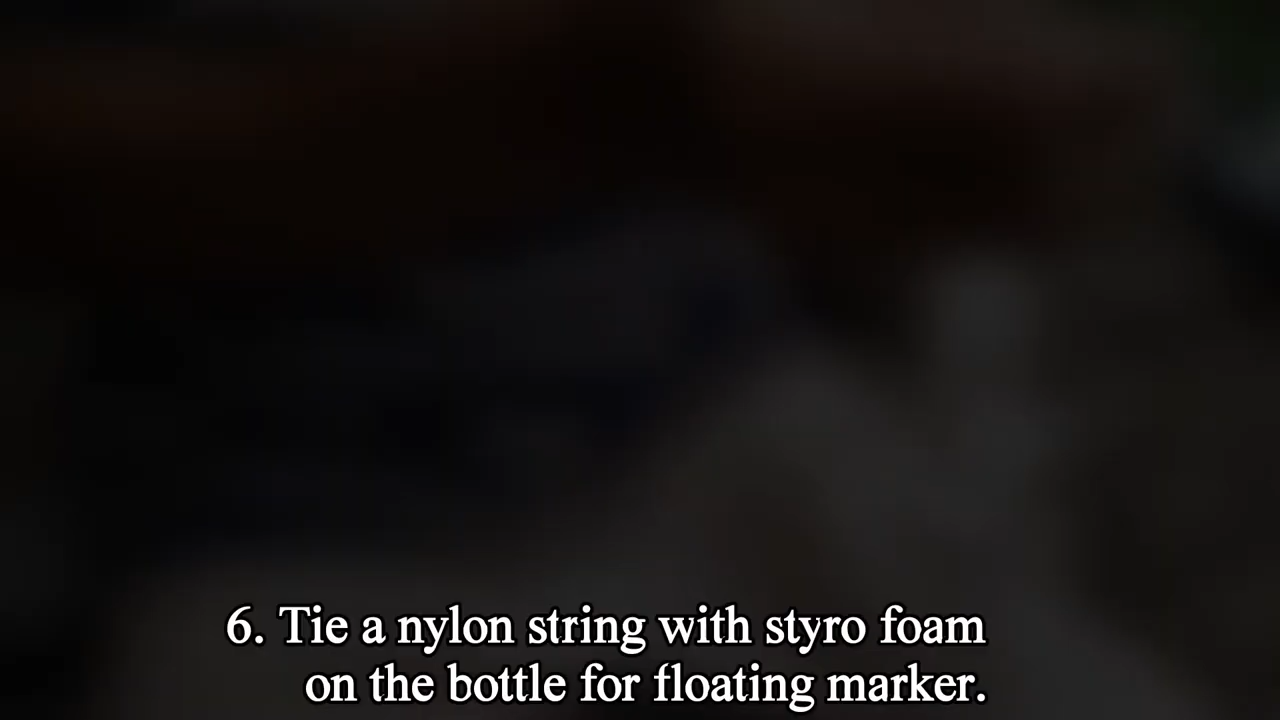 6. Tie a nylon string with styro foam
on the bottle for floating marker.